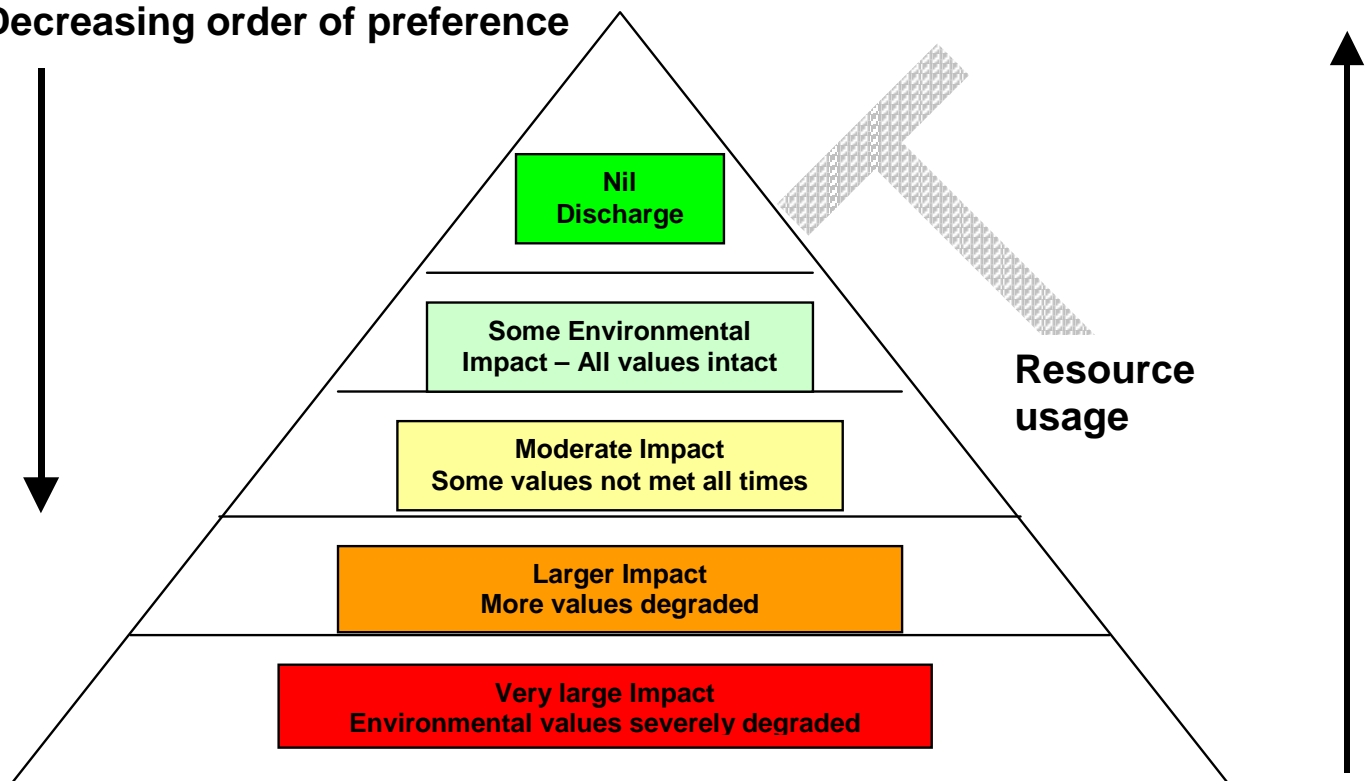 Decreasing order of preference
Nil
Discharge
Some Environmental
Impact – All values intact
Resource
usage
Moderate Impact
Some values not met all times
Larger Impact
More values degraded
Very large Impact
Environmental values severely degraded